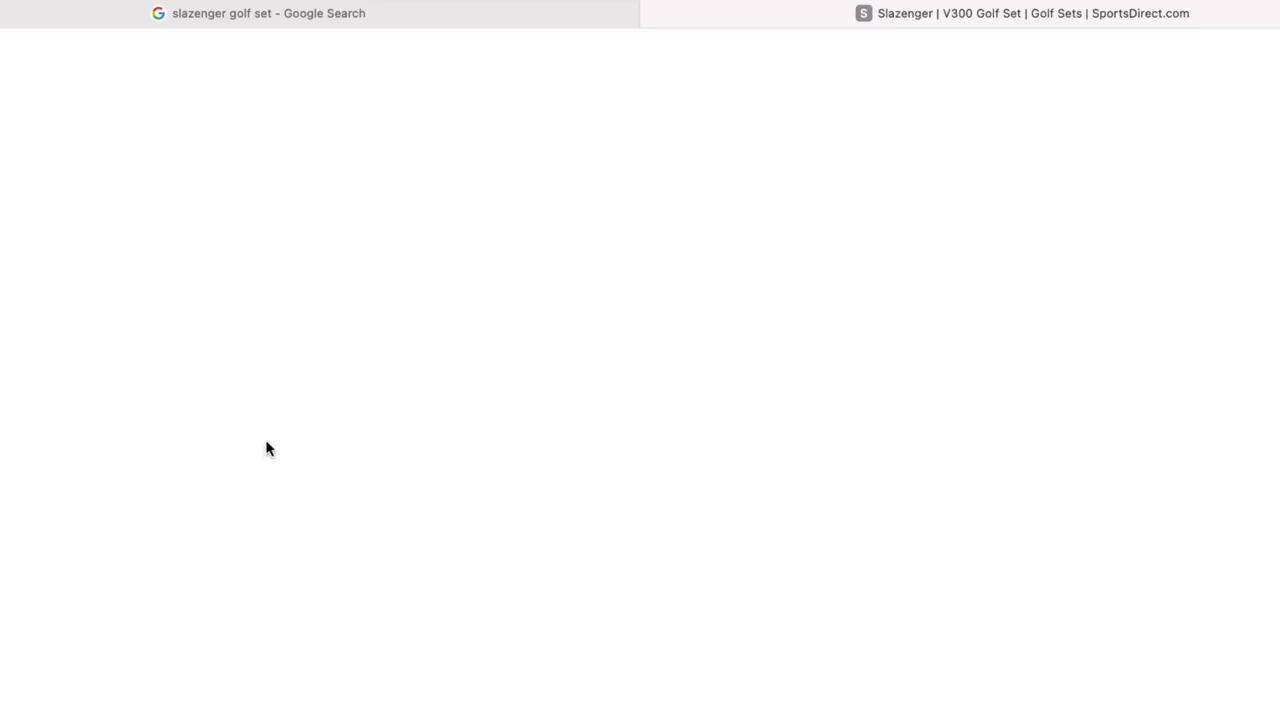 slazenger golf set - Google Search
S Slazenger | V300 Golf Set | Golf Sets | SportsDirect.com